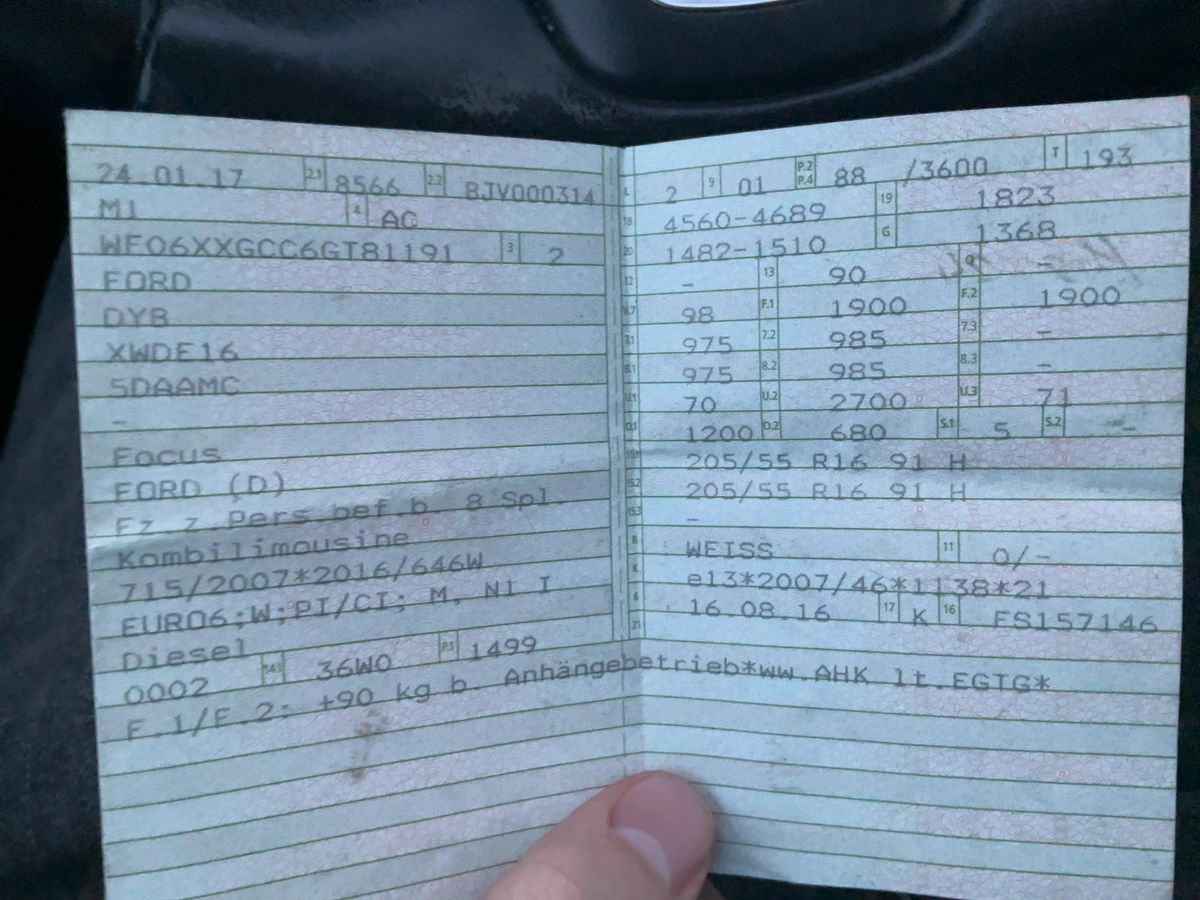 24.01.17 2.1 8566 2.2 BJV000314
M1 4 AC
WF06XXGCC6GT81191 3 2
FORD
DYB
XWDE16
5DAAMC
-
Focus
FORD (D)
Fz.z.Pers.bef.b. 8 Spl.
Kombilimousine
715/2007*2016/646W
EURO6;W;PI/CI; M, N1 I
Diesel
0002 14.1 36W0 P.1 1499
F.1/F.2: +90 kg b. Anhängebetrieb*ww.AHK lt.EGTG*
L 2 9 01 P.2 P.4 88 /3600 T 193
18 4560-4689 19 1823
20 1482-1510 G 1368
12 - 13 90 Q -
V.7 98 F.1 1900 F.2 1900
7.1 975 7.2 985 7.3 -
8.1 975 8.2 985 8.3 -
U.1 70 U.2 2700 U.3 71
O.1 1200 O.2 680 S.1 5 S.2 -
15.1 205/55 R16 91 H
15.2 205/55 R16 91 H
15.3 -
R WEISS 11 0/-
K e13*2007/46*1138*21
6 16.08.16 17 K 16 FS157146
21